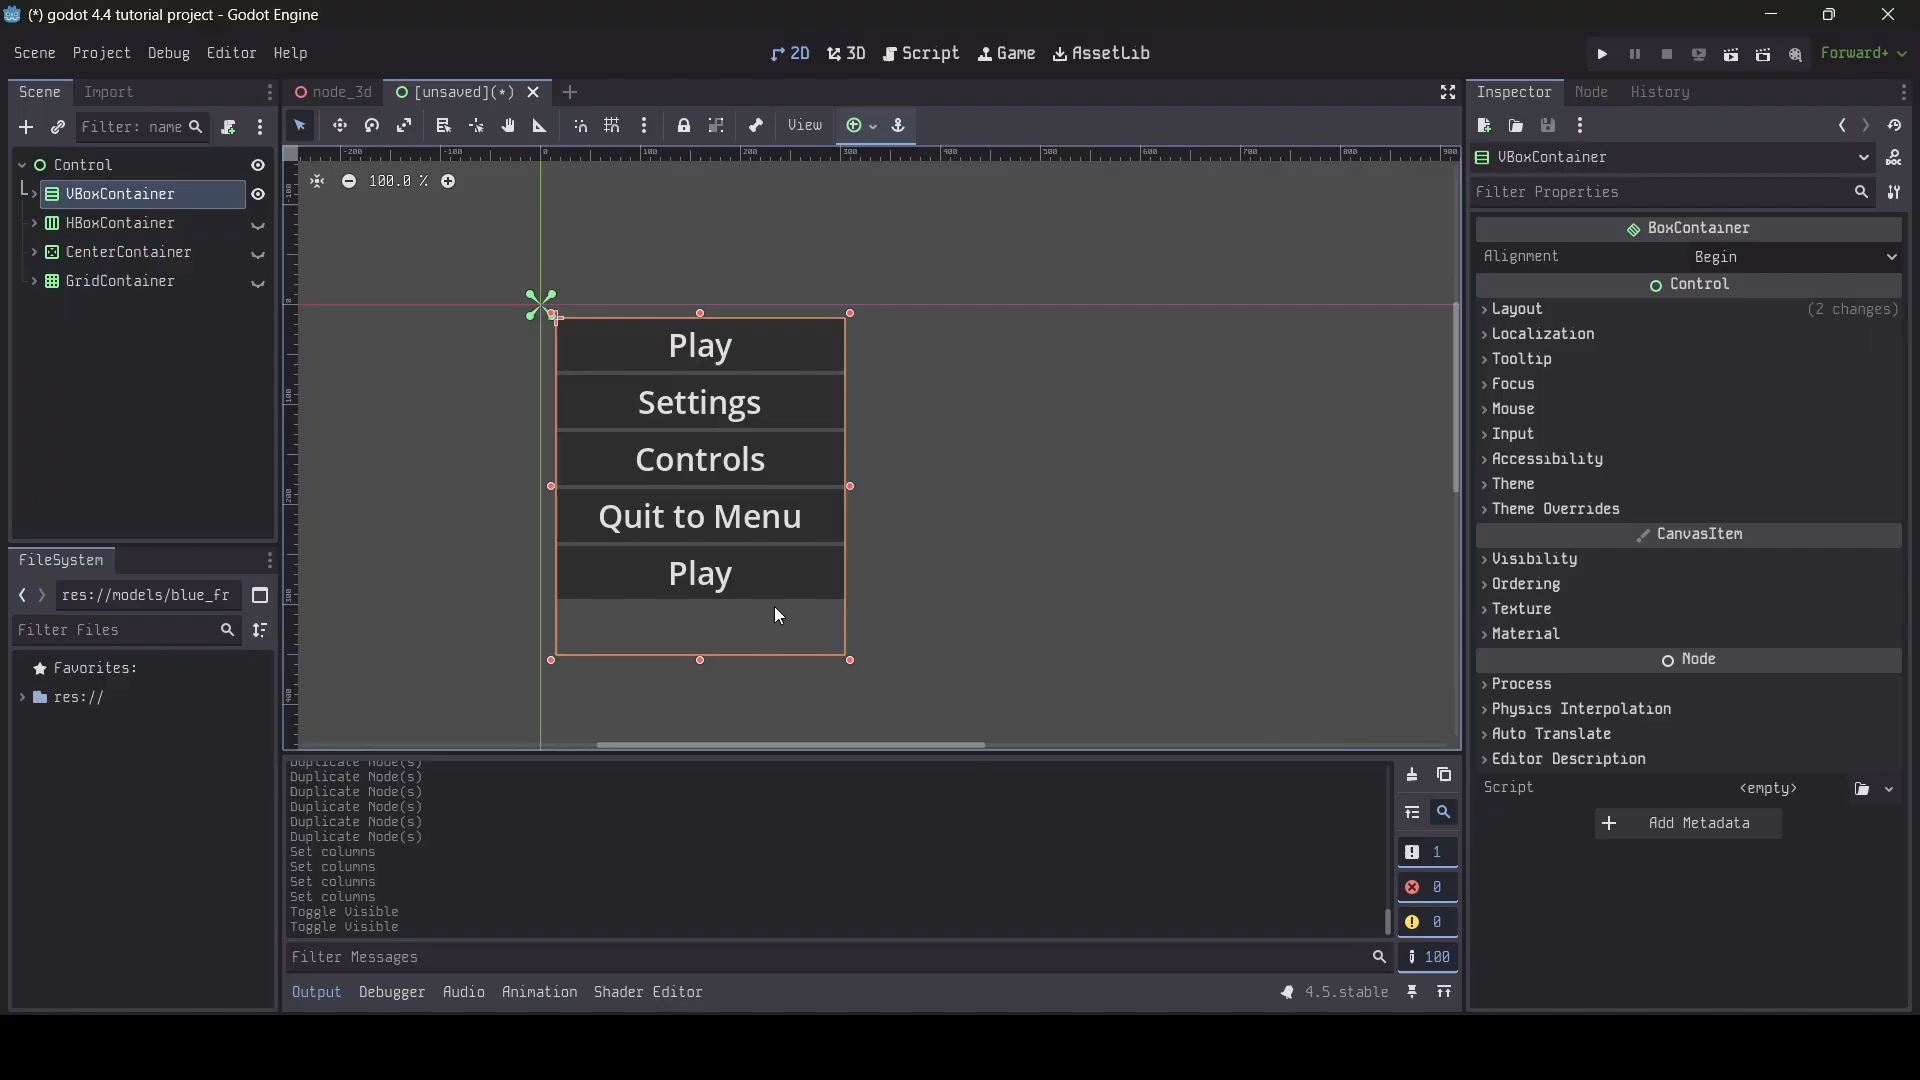 (*) godot 4.4 tutorial project - Godot Engine
Scene Project Debug Editor Help
2D 3D Script Game AssetLib
Forward+
Scene Import
node_3d [unsaved](*)
Inspector Node History
Filter: name
View
Control
VBoxContainer
HBoxContainer
CenterContainer
GridContainer
100.0 %
VBoxContainer
Filter Properties
BoxContainer
Alignment Begin
Control
Layout (2 changes)
Localization
Tooltip
Focus
Mouse
Input
Accessibility
Theme
Theme Overrides
CanvasItem
Visibility
Ordering
Texture
Material
Node
Process
Physics Interpolation
Auto Translate
Editor Description
Script <empty>
Add Metadata
Play
Settings
Controls
Quit to Menu
Play
FileSystem
res://models/blue_fr
Filter Files
Favorites:
res://
Duplicate Node(s)
Duplicate Node(s)
Duplicate Node(s)
Duplicate Node(s)
Duplicate Node(s)
Duplicate Node(s)
Set columns
Set columns
Set columns
Set columns
Toggle Visible
Toggle Visible
1
0
0
100
Filter Messages
Output Debugger Audio Animation Shader Editor
4.5.stable